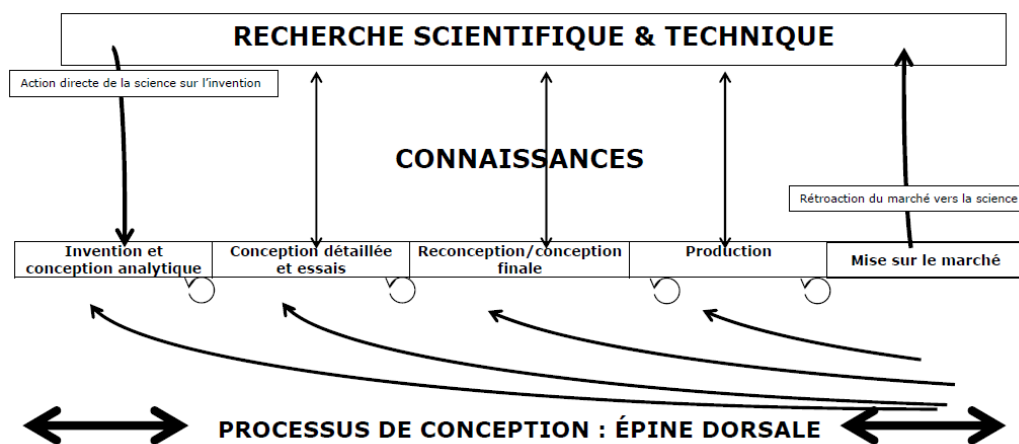 RECHERCHE SCIENTIFIQUE & TECHNIQUE
Action directe de la science sur l'invention
CONNAISSANCES
Rétroaction du marché vers la science
Invention et
conception analytique
Conception détaillée
et essais
Reconception/conception
finale
Production
Mise sur le marché
PROCESSUS DE CONCEPTION : ÉPINE DORSALE